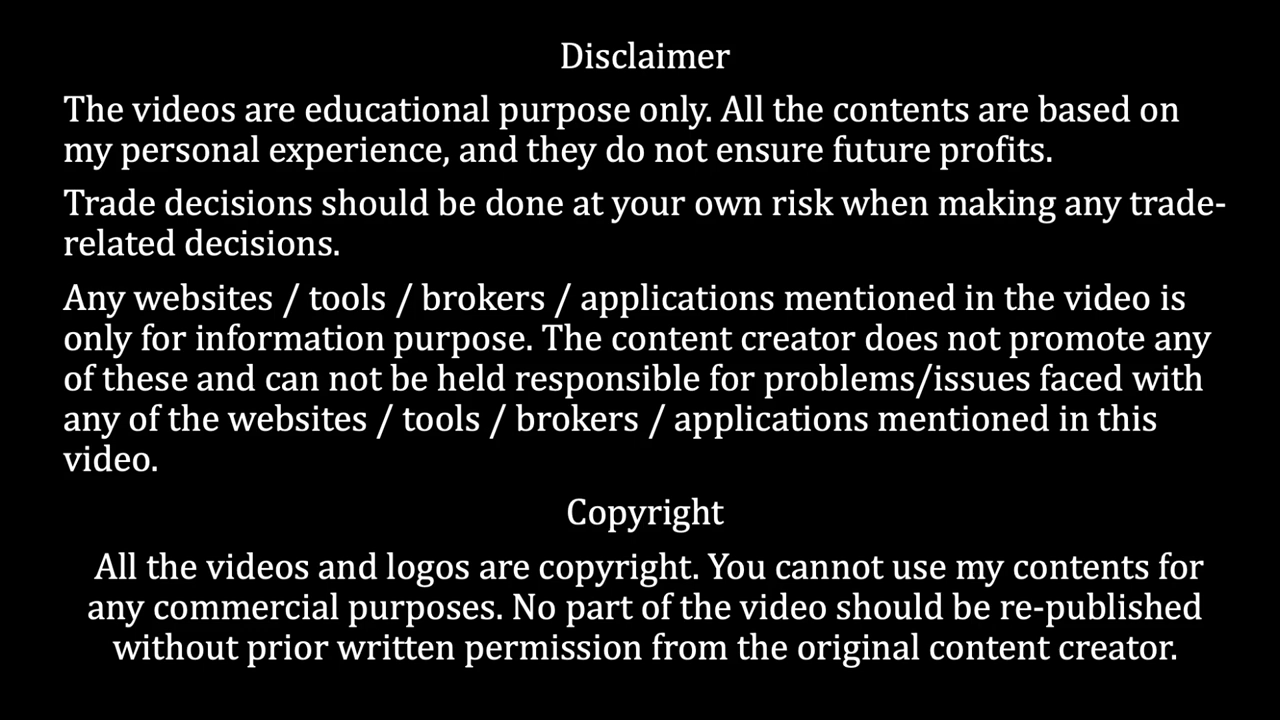 Disclaimer
The videos are educational purpose only. All the contents are based on
my personal experience, and they do not ensure future profits.
Trade decisions should be done at your own risk when making any trade-
related decisions.
Any websites / tools / brokers / applications mentioned in the video is
only for information purpose. The content creator does not promote any
of these and can not be held responsible for problems/issues faced with
any of the websites / tools / brokers / applications mentioned in this
video.
Copyright
All the videos and logos are copyright. You cannot use my contents for
any commercial purposes. No part of the video should be re-published
without prior written permission from the original content creator.